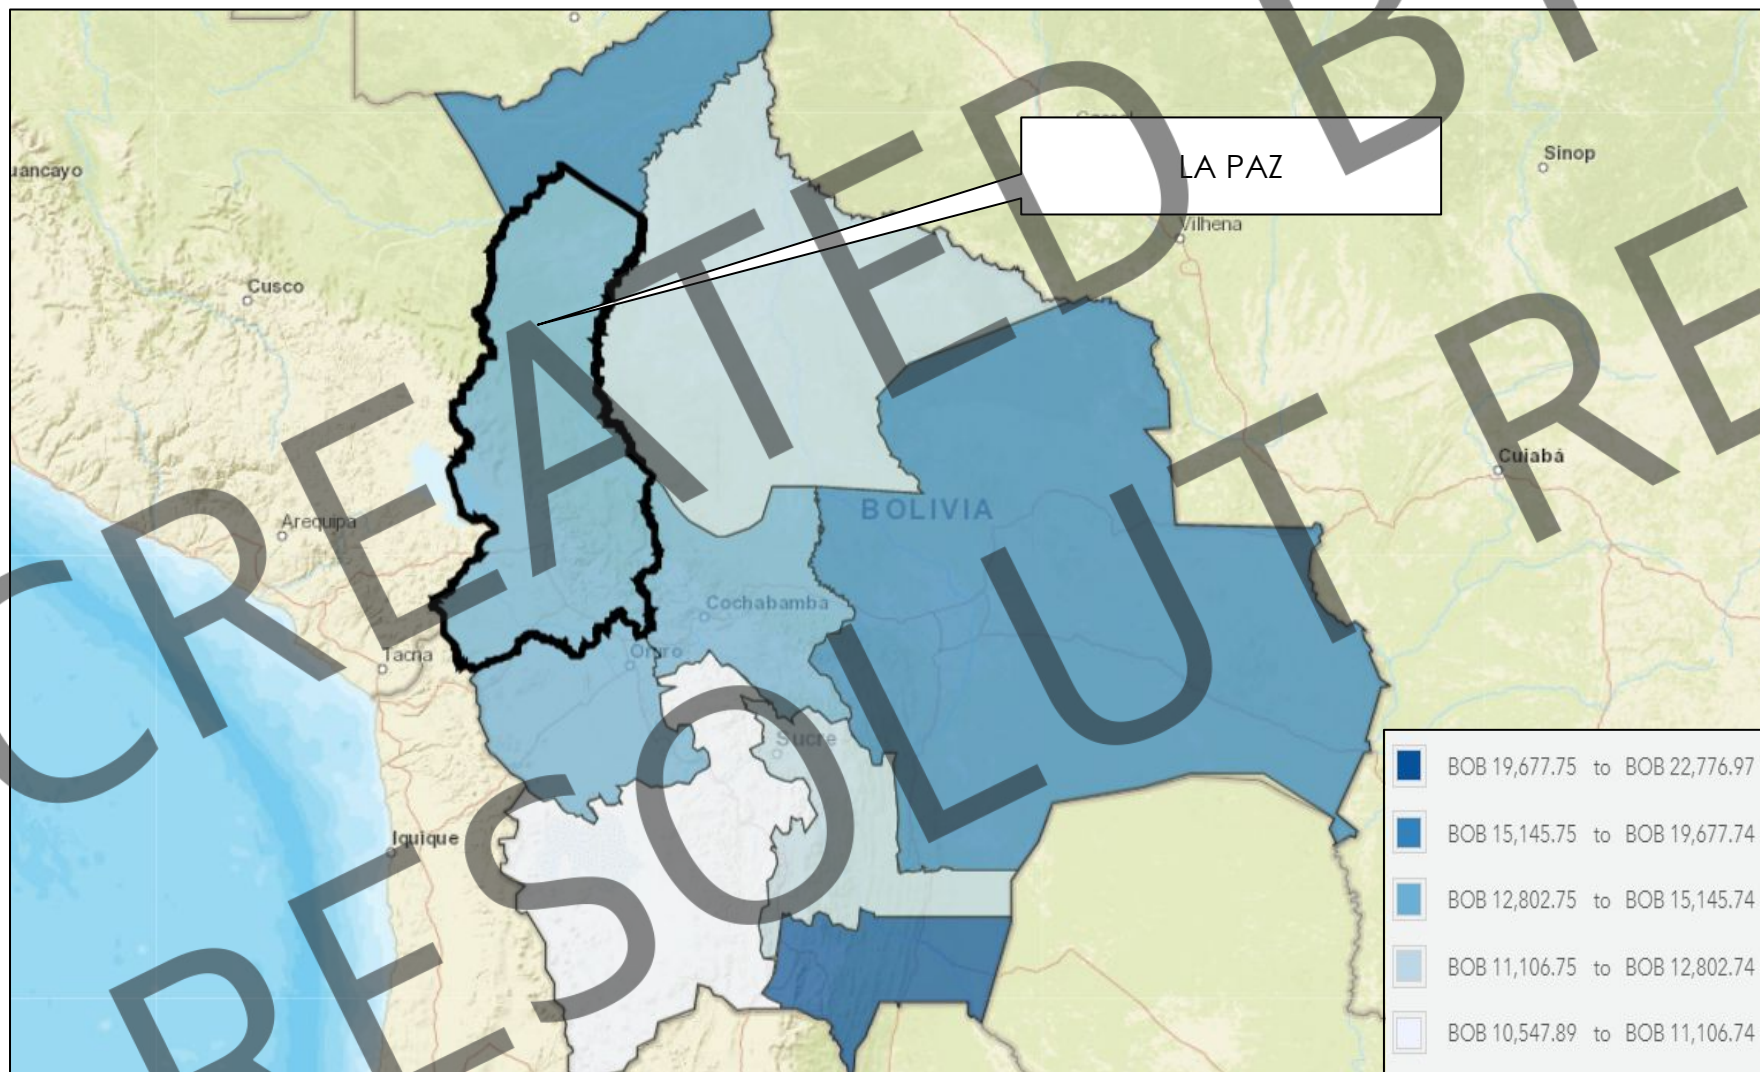 CREATED BY
RESOLUT RE
LA PAZ
uancayo
Cusco
Vilhena
Sinop
Cuiabá
Arequipa
BOLIVIA
Cochabamba
Tacna
Oruro
Sucre
Iquique
BOB 19,677.75 to BOB 22,776.97
BOB 15,145.75 to BOB 19,677.74
BOB 12,802.75 to BOB 15,145.74
BOB 11,106.75 to BOB 12,802.74
BOB 10,547.89 to BOB 11,106.74